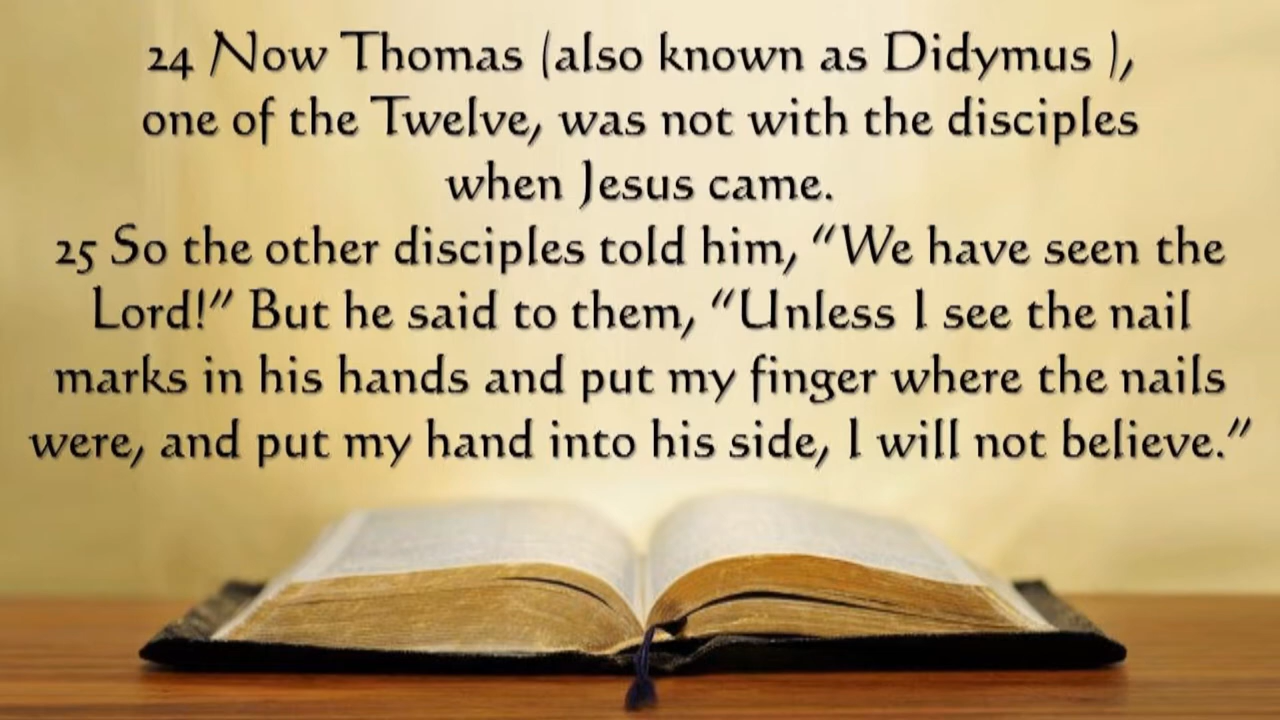 24 Now Thomas (also known as Didymus ),
one of the Twelve, was not with the disciples
when Jesus came.
25 So the other disciples told him, “We have seen the
Lord!” But he said to them, “Unless I see the nail
marks in his hands and put my finger where the nails
were, and put my hand into his side, I will not believe.”